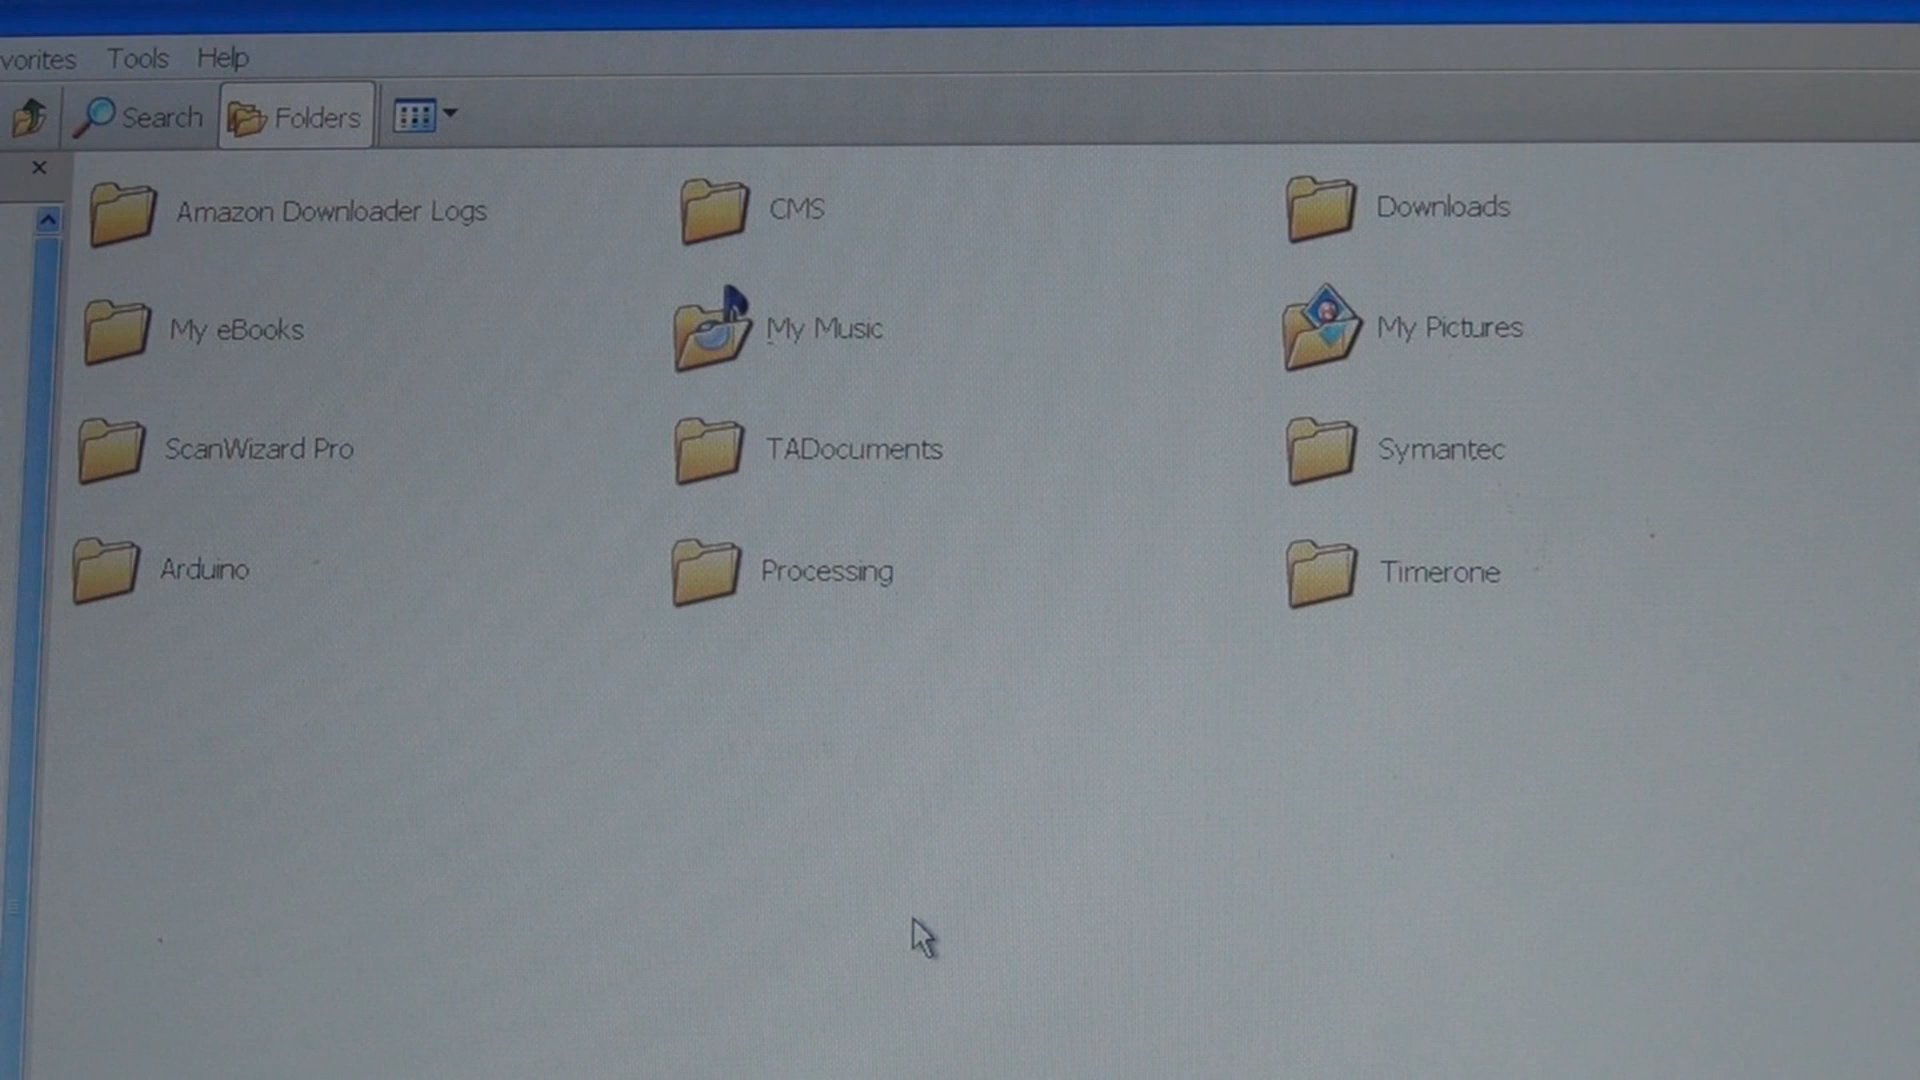 vorites Tools Help
Search Folders
Amazon Downloader Logs CMS Downloads
My eBooks My Music My Pictures
ScanWizard Pro TADocuments Symantec
Arduino Processing Timerone